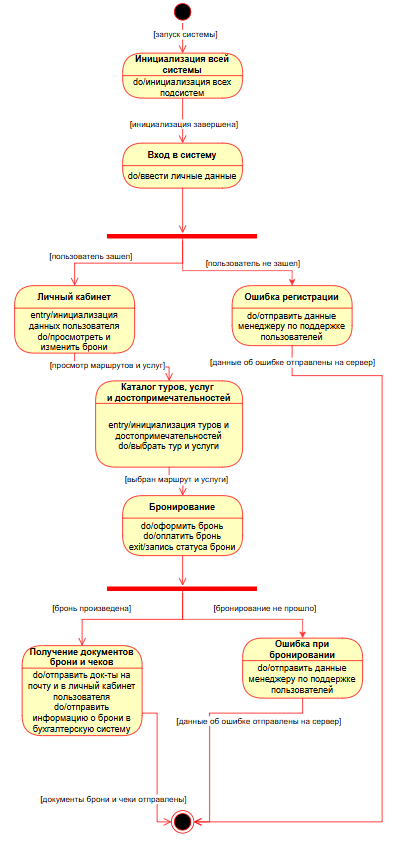 [запуск системы]
Инициализация всей
системы
do/инициализация всех
подсистем
[инициализация завершена]
Вход в систему
do/ввести личные данные
[пользователь зашел]
[пользователь не зашел]
Личный кабинет
entry/инициализация
данных пользователя
do/просмотреть и
изменить брони
Ошибка регистрации
do/отправить данные
менеджеру по поддержке
пользователей
[просмотр маршрутов и услуг]
[данные об ошибке отправлены на сервер]
Каталог туров, услуг
и достопримечательностей
entry/инициализация туров и
достопримечательностей
do/выбрать тур и услуги
[выбран маршрут и услуги]
Бронирование
do/оформить бронь
do/оплатить бронь
exit/запись статуса брони
[бронь произведена]
[бронирование не прошло]
Получение документов
брони и чеков
do/отправить док-ты на
почту и в личный кабинет
пользователя
do/отправить
информацию о брони в
бухгалтерскую систему
Ошибка при
бронировании
do/отправить данные
менеджеру по поддержке
пользователей
[данные об ошибке отправлены на сервер]
[документы брони и чеки отправлены]